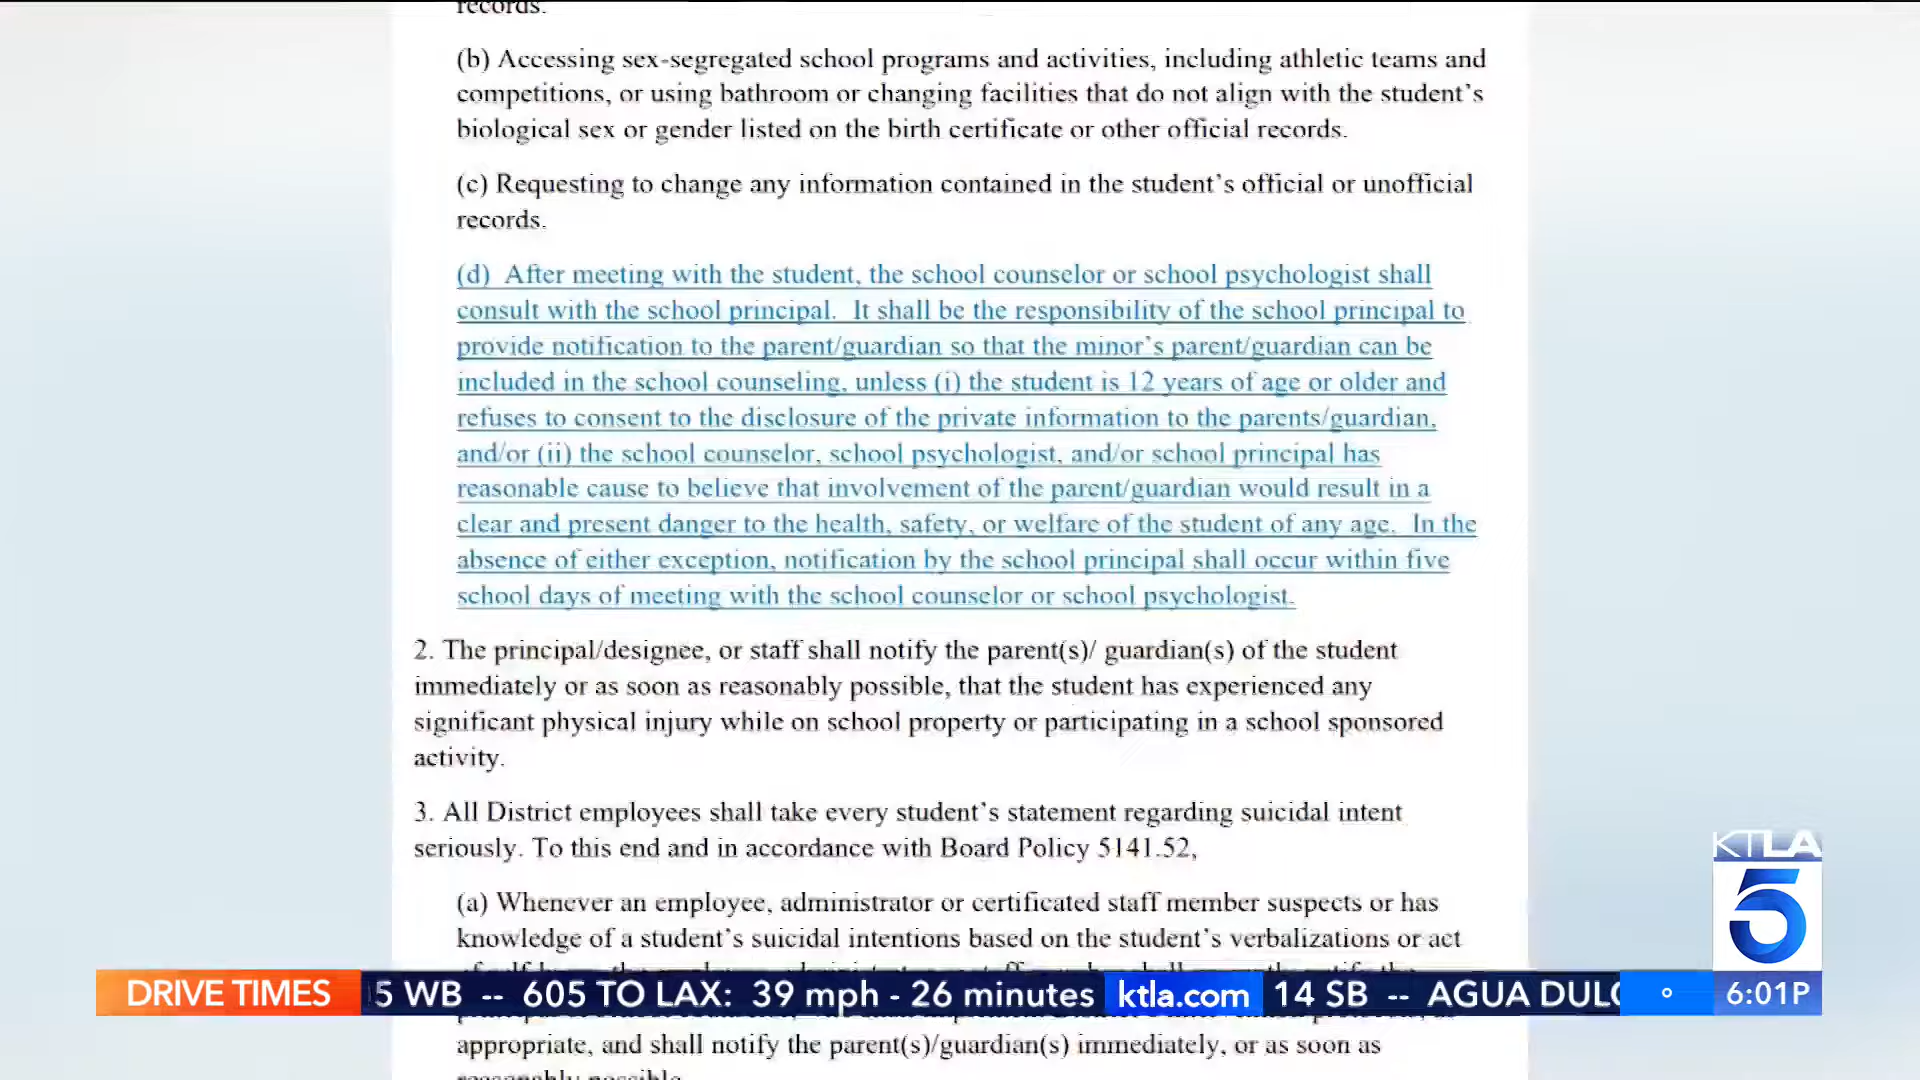 records.
(b) Accessing sex-segregated school programs and activities, including athletic teams and
competitions, or using bathroom or changing facilities that do not align with the student's
biological sex or gender listed on the birth certificate or other official records.
(c) Requesting to change any information contained in the student's official or unofficial
records.
(d)  After meeting with the student, the school counselor or school psychologist shall
consult with the school principal.  It shall be the responsibility of the school principal to
provide notification to the parent/guardian so that the minor's parent/guardian can be
included in the school counseling, unless (i) the student is 12 years of age or older and
refuses to consent to the disclosure of the private information to the parents/guardian,
and/or (ii) the school counselor, school psychologist, and/or school principal has
reasonable cause to believe that involvement of the parent/guardian would result in a
clear and present danger to the health, safety, or welfare of the student of any age.  In the
absence of either exception, notification by the school principal shall occur within five
school days of meeting with the school counselor or school psychologist.
2. The principal/designee, or staff shall notify the parent(s)/ guardian(s) of the student
immediately or as soon as reasonably possible, that the student has experienced any
significant physical injury while on school property or participating in a school sponsored
activity.
3. All District employees shall take every student's statement regarding suicidal intent
seriously. To this end and in accordance with Board Policy 5141.52,
(a) Whenever an employee, administrator or certificated staff member suspects or has
knowledge of a student's suicidal intentions based on the student's verbalizations or act
appropriate, and shall notify the parent(s)/guardian(s) immediately, or as soon as
reasonably possible
KTLA
5
DRIVE TIMES 5 WB -- 605 TO LAX: 39 mph - 26 minutes ktla.com 14 SB -- AGUA DULC 6:01P